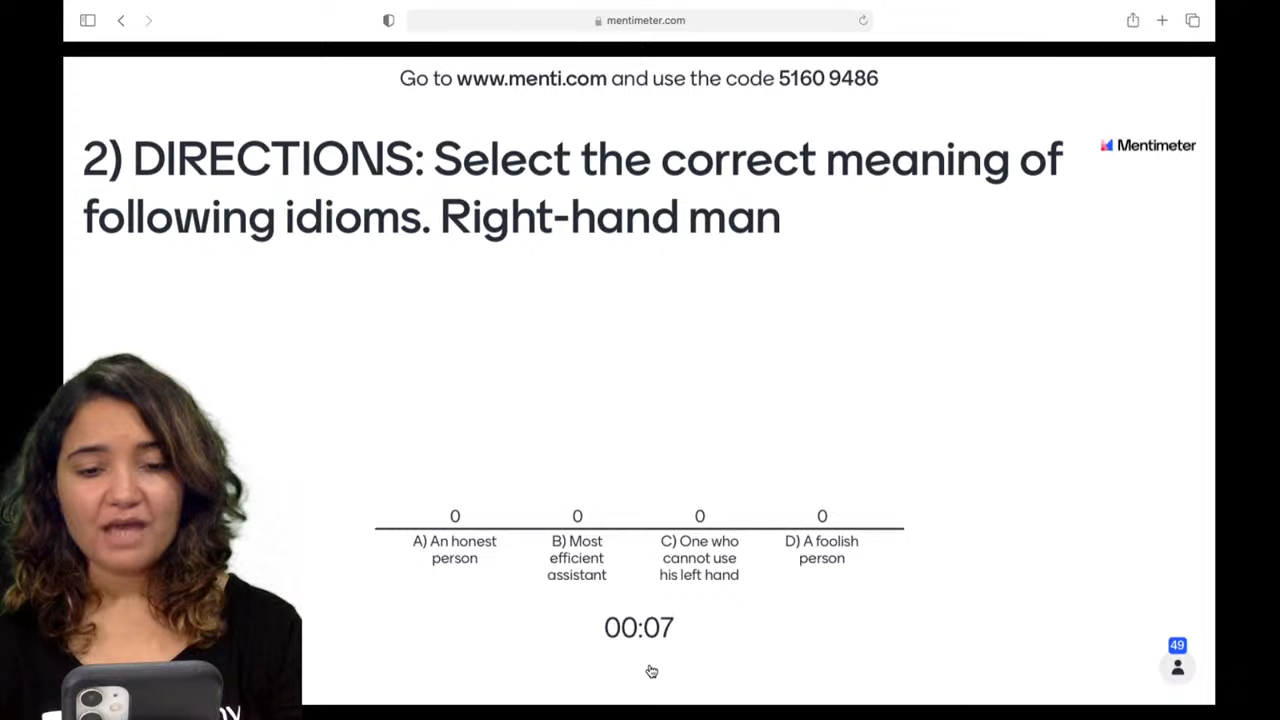 mentimeter.com
Go to www.menti.com and use the code 5160 9486
2) DIRECTIONS: Select the correct meaning of
following idioms. Right-hand man
Mentimeter
0 0 0 0
A) An honest
person
B) Most
efficient
assistant
C) One who
cannot use
his left hand
D) A foolish
person
00:07
49